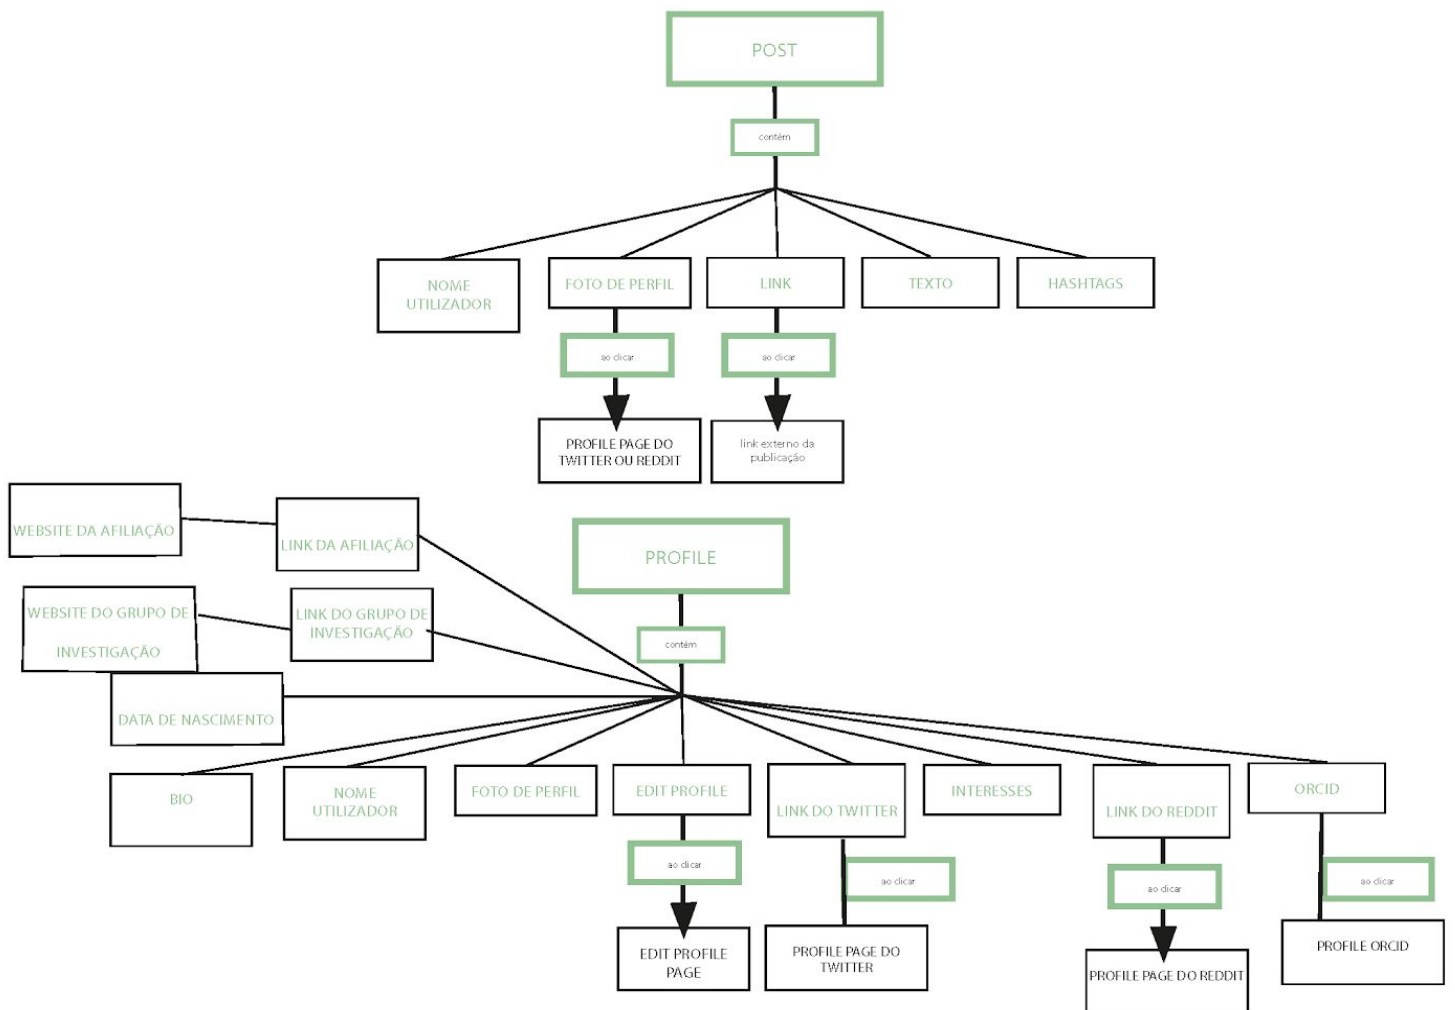 POST
contém
NOME
UTILIZADOR
FOTO DE PERFIL
LINK
TEXTO
HASHTAGS
ao clicar
ao clicar
PROFILE PAGE DO
TWITTER OU REDDIT
link externo da
publicação
WEBSITE DA AFILIAÇÃO
LINK DA AFILIAÇÃO
PROFILE
WEBSITE DO GRUPO DE
INVESTIGAÇÃO
LINK DO GRUPO DE
INVESTIGAÇÃO
contém
DATA DE NASCIMENTO
BIO
NOME
UTILIZADOR
FOTO DE PERFIL
EDIT PROFILE
LINK DO TWITTER
INTERESSES
LINK DO REDDIT
ORCID
ao clicar
ao clicar
ao clicar
ao clicar
EDIT PROFILE
PAGE
PROFILE PAGE DO
TWITTER
PROFILE PAGE DO REDDIT
PROFILE ORCID